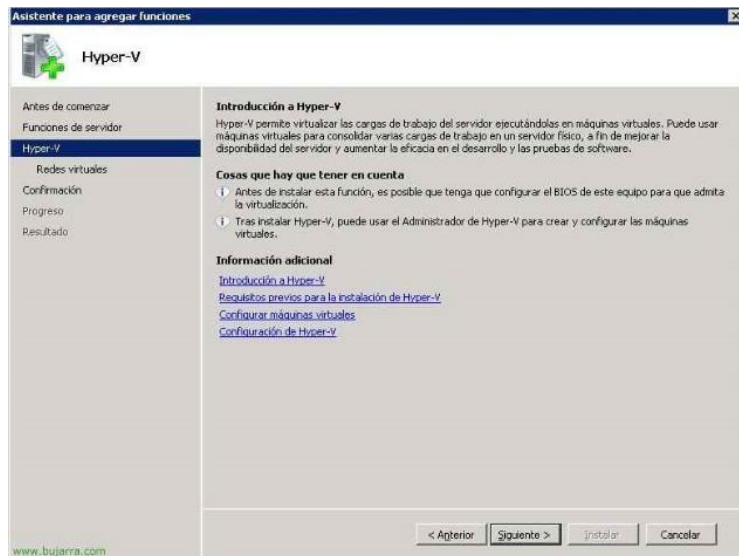 Asistente para agregar funciones
Hyper-V
Antes de comenzar
Funciones de servidor
Hyper-V
Redes virtuales
Confirmación
Progreso
Resultado
Introducción a Hyper-V
Hyper-V permite virtualizar las cargas de trabajo del servidor ejecutándolas en máquinas virtuales. Puede usar
máquinas virtuales para consolidar varias cargas de trabajo en un servidor físico, a fin de mejorar la
disponibilidad del servidor y aumentar la eficacia en el desarrollo y las pruebas de software.
Cosas que hay que tener en cuenta
Antes de instalar esta función, es posible que tenga que configurar el BIOS de este equipo para que admita
la virtualización.
Tras instalar Hyper-V, puede usar el Administrador de Hyper-V para crear y configurar las máquinas
virtuales.
Información adicional
Introducción a Hyper-V
Requisitos previos para la instalación de Hyper-V
Configurar máquinas virtuales
Configuración de Hyper-V
< Anterior
Siguiente >
Instalar
Cancelar
www.bujarra.com